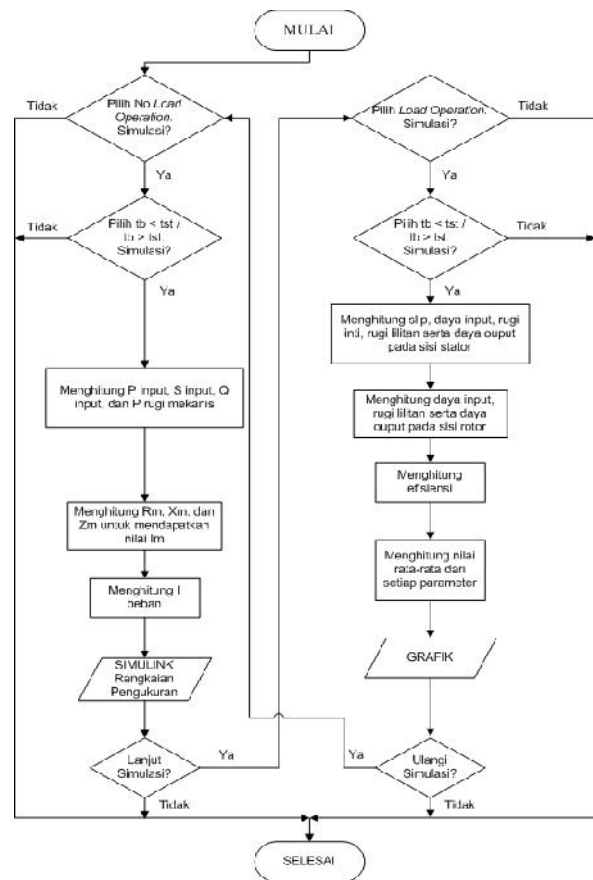 MULAI
Pilih No Load
Operation.
Simulasi?
Tidak
Ya
Pilih tb < tst /
tb > tst.
Simulasi?
Tidak
Ya
Menghitung P input, S input, Q
input, dan P rugi mekanis
Menghitung Rm, Xm, dan
Zm untuk mendapatkan
nilai Im
Menghitung I
beban
SIMULINK
Rangkaian
Pengukuran
Lanjut
Simulasi?
Ya
Tidak
Pilih Load Operation.
Simulasi?
Tidak
Ya
Pilih tb < tst /
tb > tst.
Simulasi?
Tidak
Ya
Menghitung slip, daya input, rugi
inti, rugi lilitan serta daya ouput
pada sisi stator
Menghitung daya input,
rugi lilitan serta daya
ouput pada sisi rotor
Menghitung
efisiensi
Menghitung nilai
rata-rata dari
setiap parameter
GRAFIK
Ulangi
Simulasi?
Ya
Tidak
SELESAI